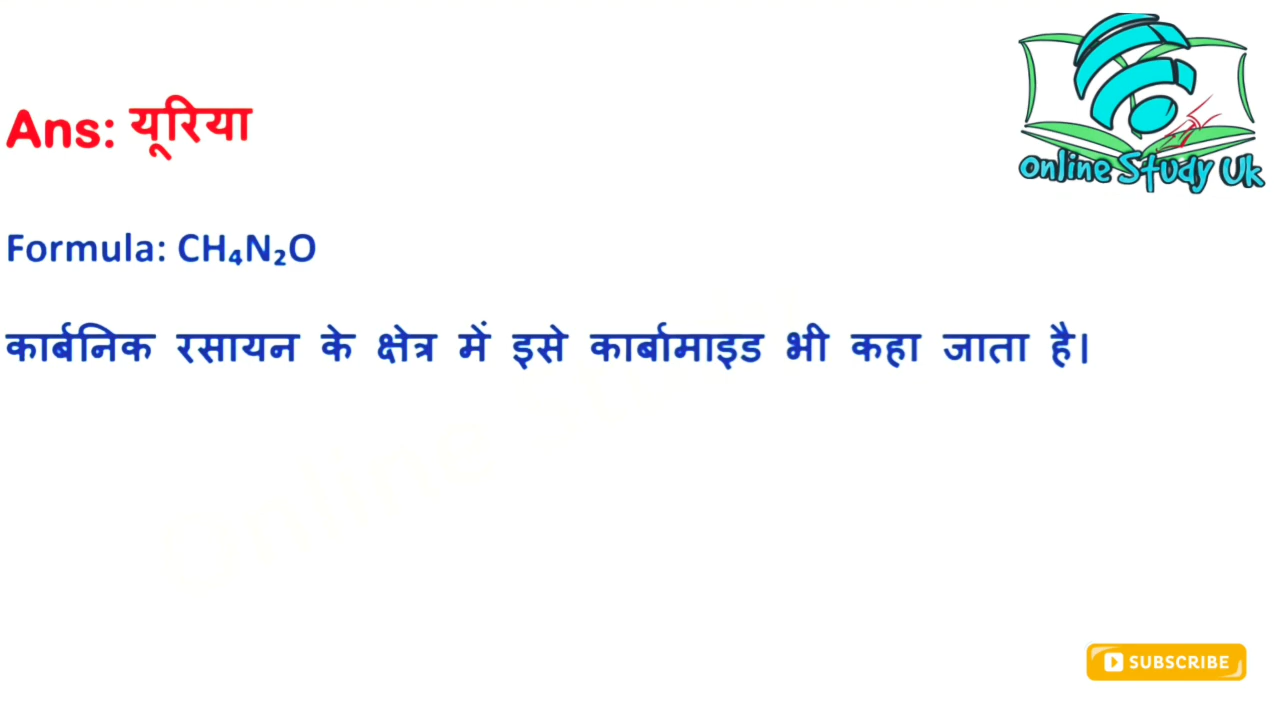 Ans: यूरिया
Online Study Uk
Formula: CH₄N₂O
कार्बनिक रसायन के क्षेत्र में इसे कार्बामाइड भी कहा जाता है।
SUBSCRIBE